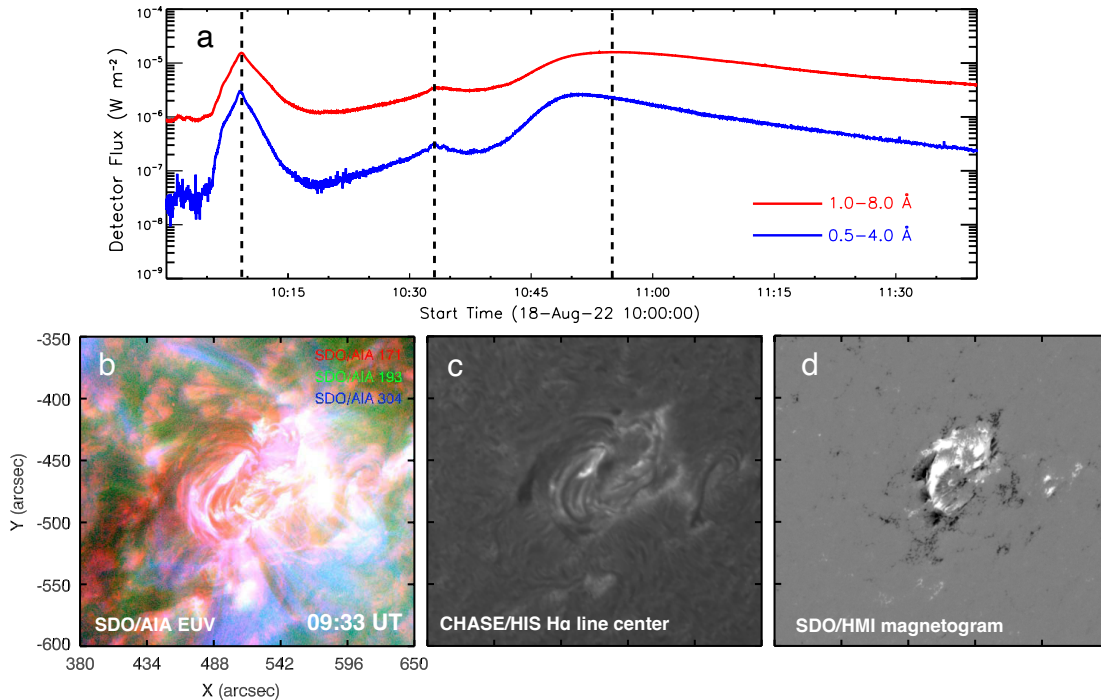 a
10⁻⁴
10⁻⁵
10⁻⁶
10⁻⁷
10⁻⁸
10⁻⁹
Detector Flux (W m⁻²)
1.0–8.0 Å
0.5–4.0 Å
10:15 10:30 10:45 11:00 11:15 11:30
Start Time (18–Aug–22 10:00:00)
b
SDO/AIA 171
SDO/AIA 193
SDO/AIA 304
SDO/AIA EUV
09:33 UT
-350
-400
-450
-500
-550
-600
Y (arcsec)
380 434 488 542 596 650
X (arcsec)
c
CHASE/HIS Hα line center
d
SDO/HMI magnetogram